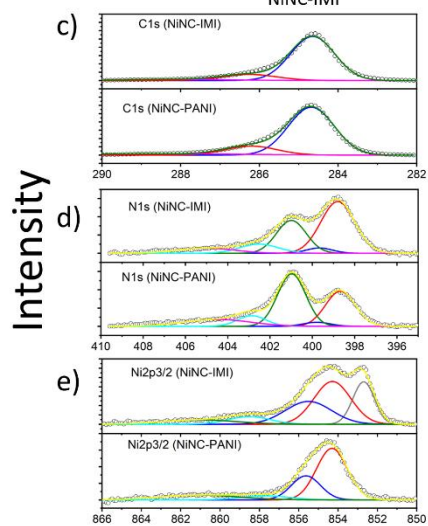 NiNC-IMI
c)
C1s (NiNC-IMI)
C1s (NiNC-PANI)
290 288 286 284 282
d)
N1s (NiNC-IMI)
N1s (NiNC-PANI)
410 408 406 404 402 400 398 396
e)
Ni2p3/2 (NiNC-IMI)
Ni2p3/2 (NiNC-PANI)
866 864 862 860 858 856 854 852 850
Intensity